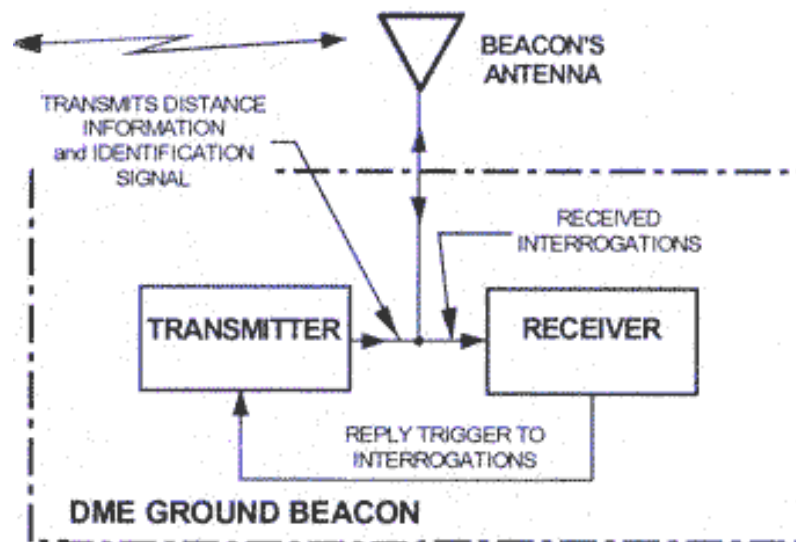 BEACON'S
ANTENNA
TRANSMITS DISTANCE
INFORMATION
and IDENTIFICATION
SIGNAL
RECEIVED
INTERROGATIONS
TRANSMITTER
RECEIVER
REPLY TRIGGER TO
INTERROGATIONS
DME GROUND BEACON